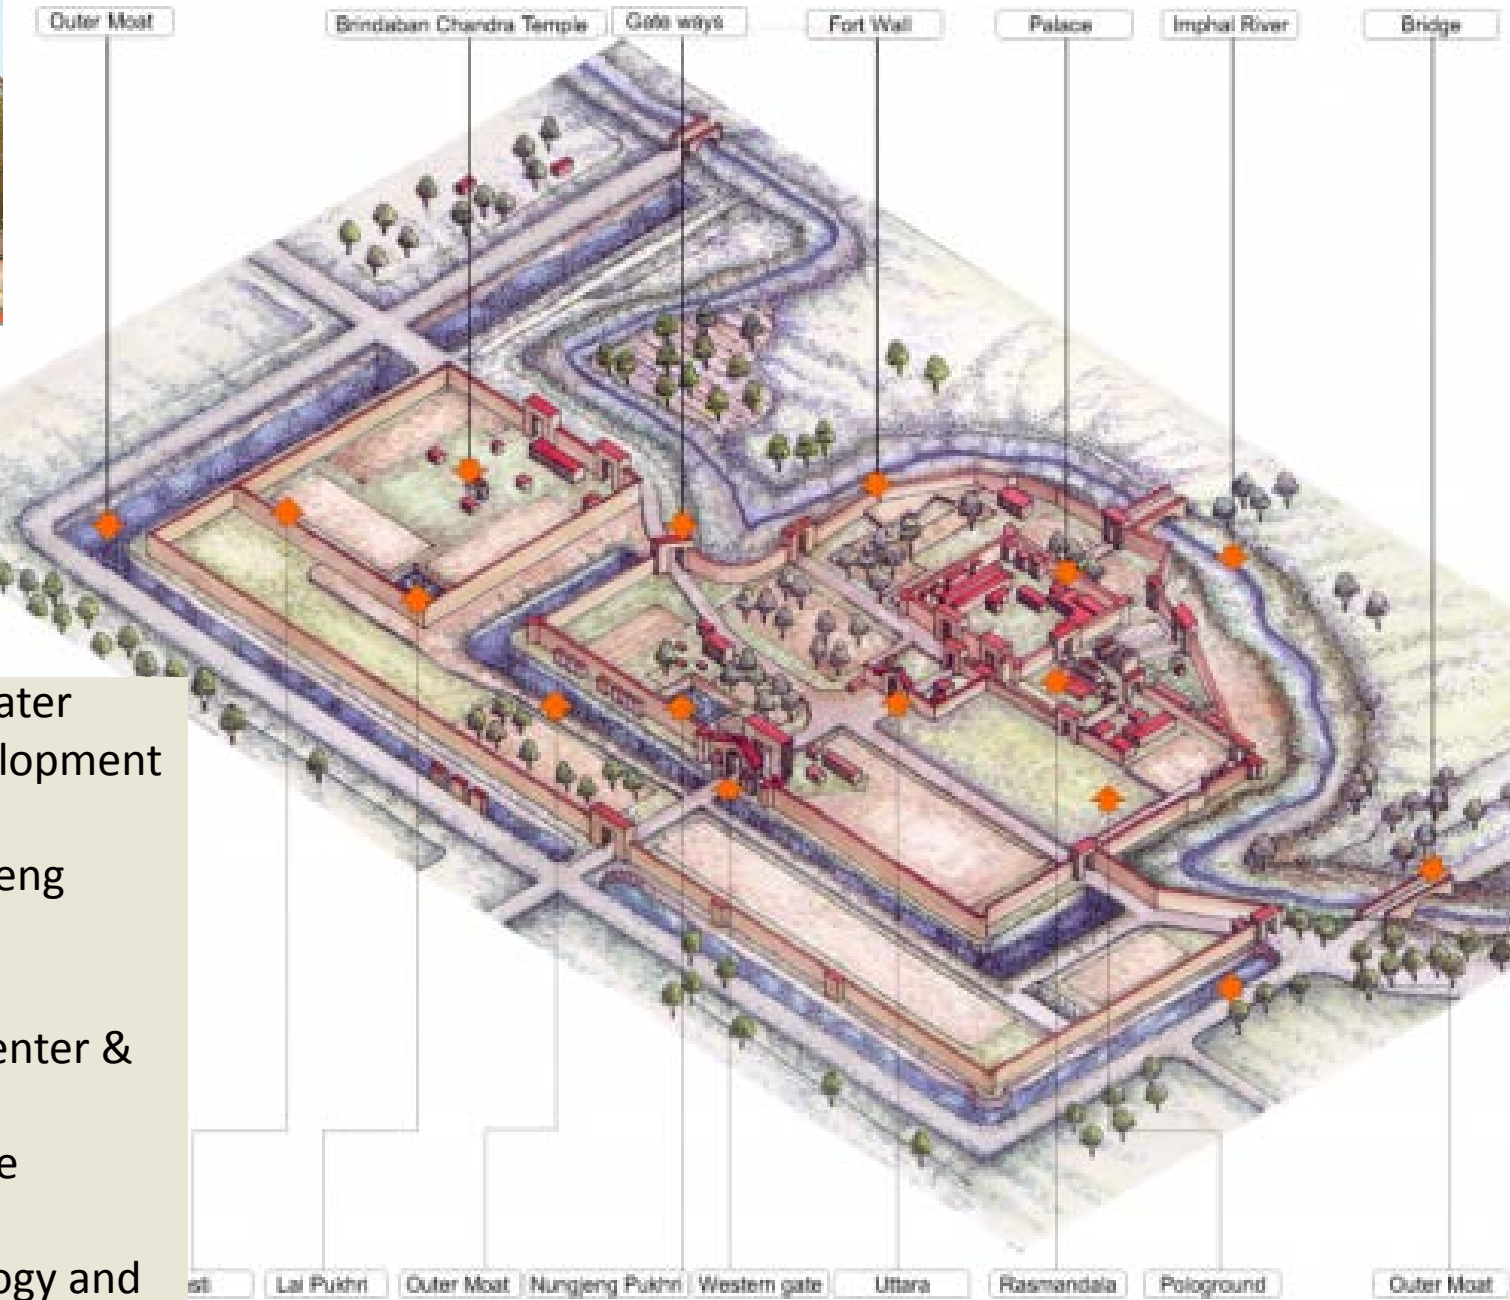 Outer Moat
Brindaban Chandra Temple
Gate ways
Fort Wall
Palace
Imphal River
Bridge
ater
lopment
eng
enter &
e
ogy and
sti
Lai Pukhri
Outer Moat
Nungjeng Pukhri
Western gate
Uttara
Rasmandala
Pologround
Outer Moat